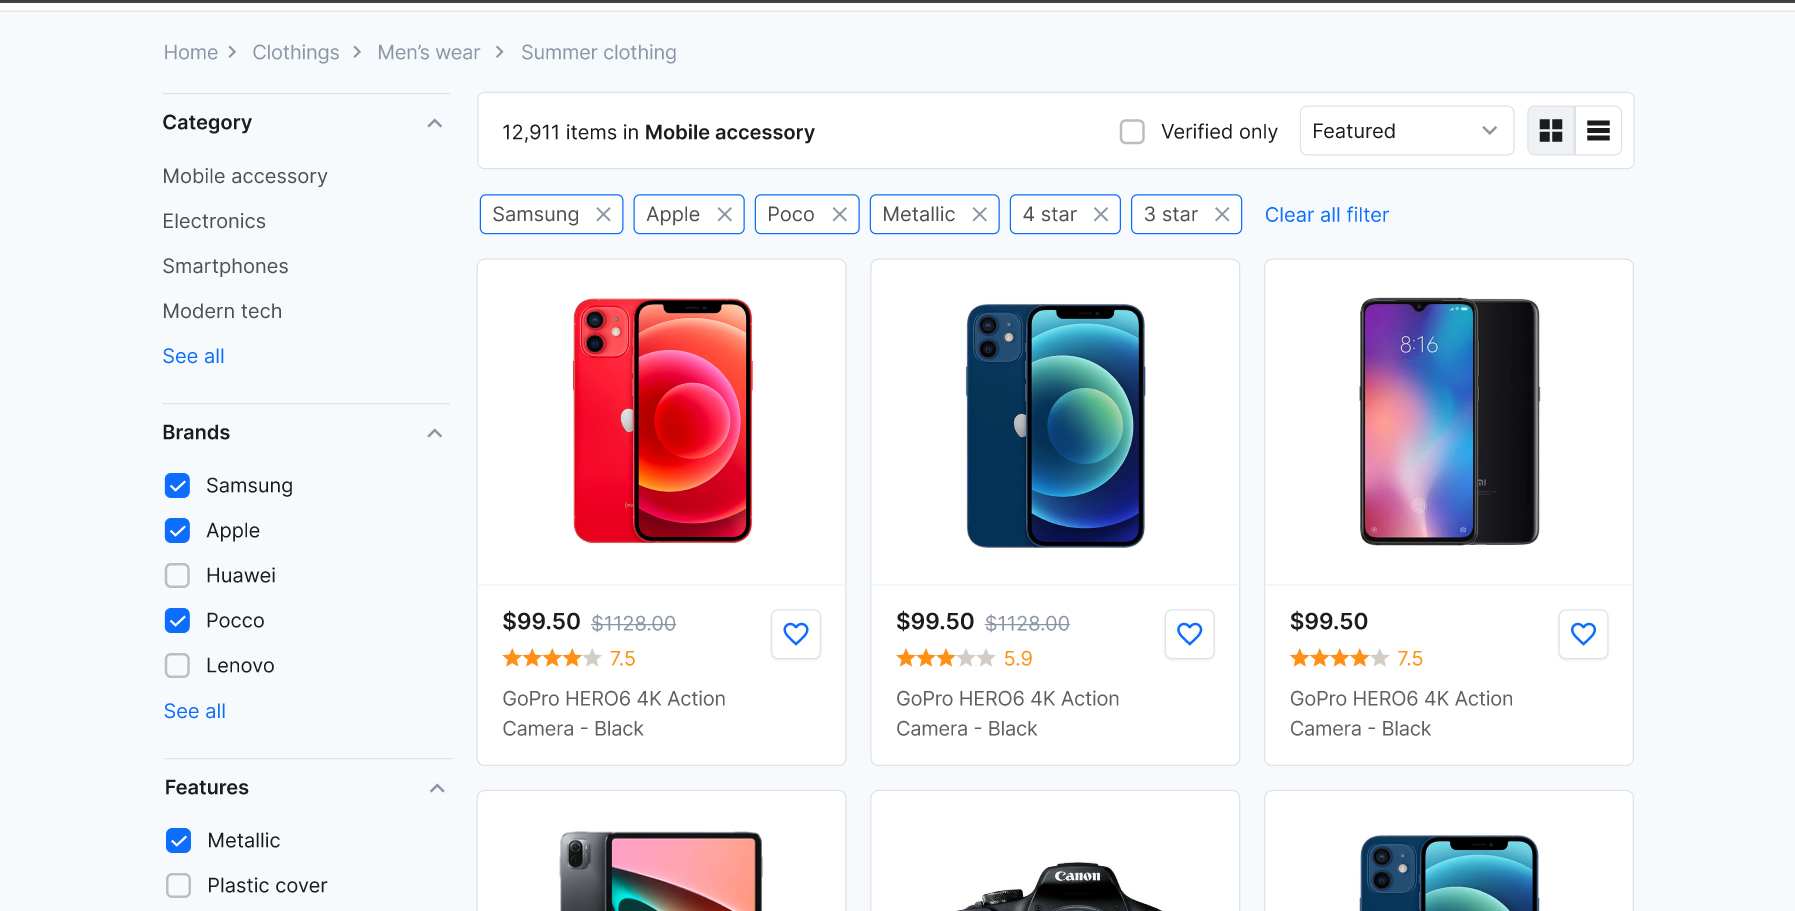 Home > Clothings > Men's wear > Summer clothing
Category
Mobile accessory
Electronics
Smartphones
Modern tech
See all
Brands
Samsung
Apple
Huawei
Pocco
Lenovo
See all
Features
Metallic
Plastic cover
12,911 items in Mobile accessory
Verified only
Featured
Samsung
Apple
Poco
Metallic
4 star
3 star
Clear all filter
8:16
$99.50 $1128.00
7.5
GoPro HERO6 4K Action
Camera - Black
$99.50 $1128.00
5.9
GoPro HERO6 4K Action
Camera - Black
$99.50
7.5
GoPro HERO6 4K Action
Camera - Black
Canon